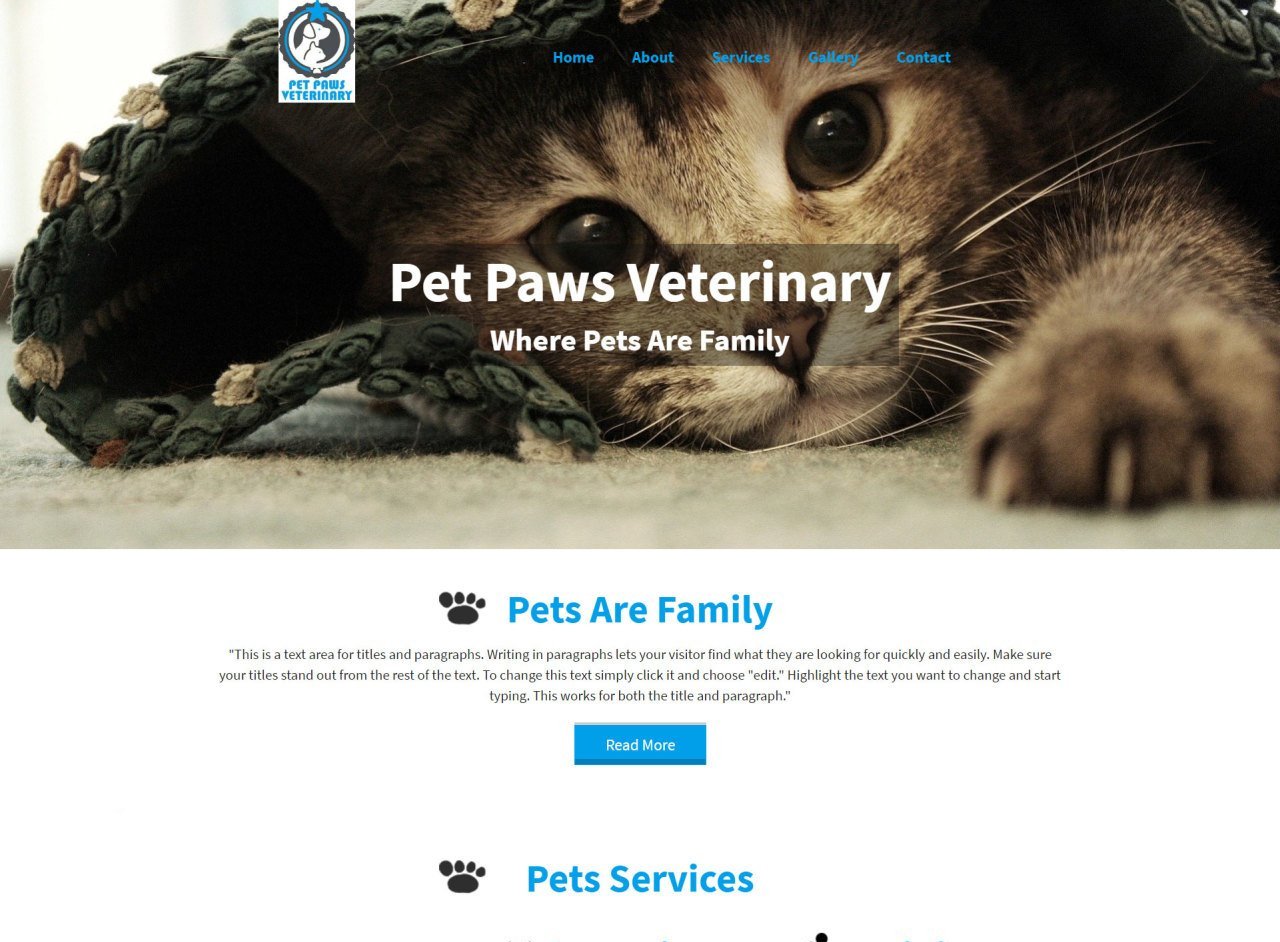 PET PAWS
VETERINARY
Home About Services Gallery Contact
Pet Paws Veterinary
Where Pets Are Family
Pets Are Family
"This is a text area for titles and paragraphs. Writing in paragraphs lets your visitor find what they are looking for quickly and easily. Make sure
your titles stand out from the rest of the text. To change this text simply click it and choose "edit." Highlight the text you want to change and start
typing. This works for both the title and paragraph."
Read More
Pets Services